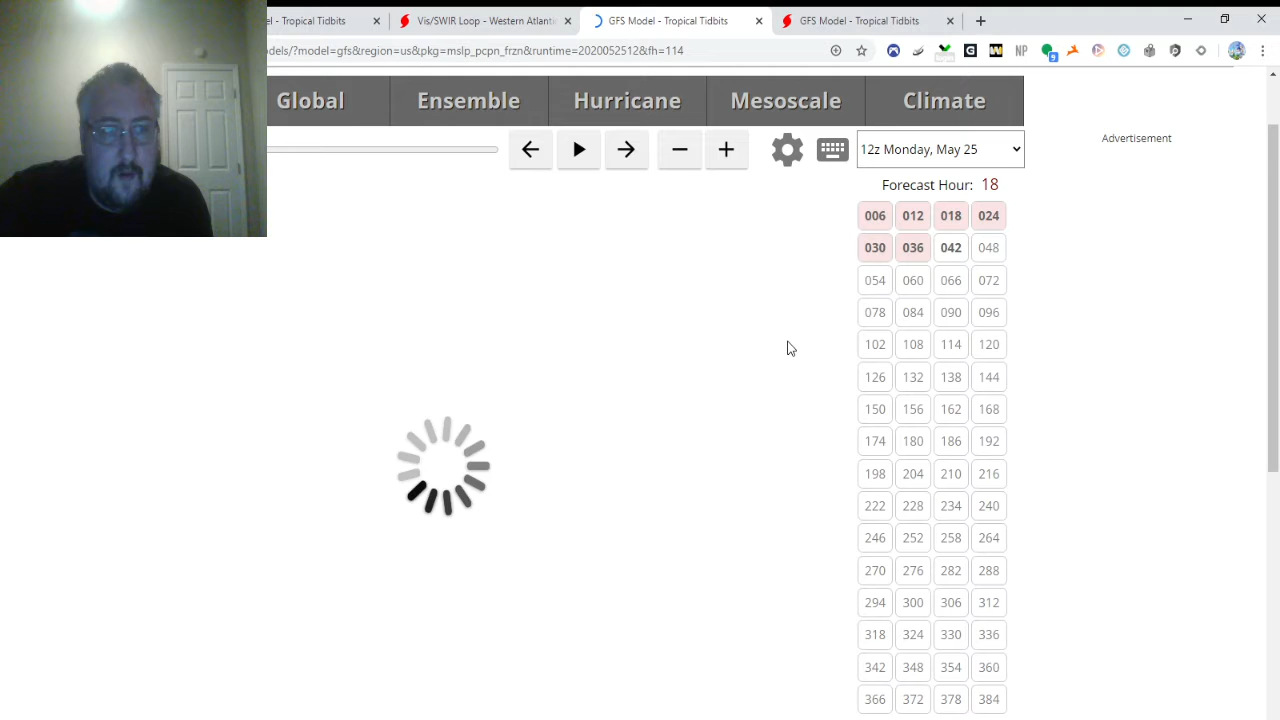 el - Tropical Tidbits
Vis/SWIR Loop - Western Atlanti
GFS Model - Tropical Tidbits
GFS Model - Tropical Tidbits
dels/?model=gfs&region=us&pkg=mslp_pcpn_frzn&runtime=2020052512&fh=114
G
W
NP
9
Global
Ensemble
Hurricane
Mesoscale
Climate
12z Monday, May 25
Advertisement
Forecast Hour: 18
006 012 018 024
030 036 042 048
054 060 066 072
078 084 090 096
102 108 114 120
126 132 138 144
150 156 162 168
174 180 186 192
198 204 210 216
222 228 234 240
246 252 258 264
270 276 282 288
294 300 306 312
318 324 330 336
342 348 354 360
366 372 378 384